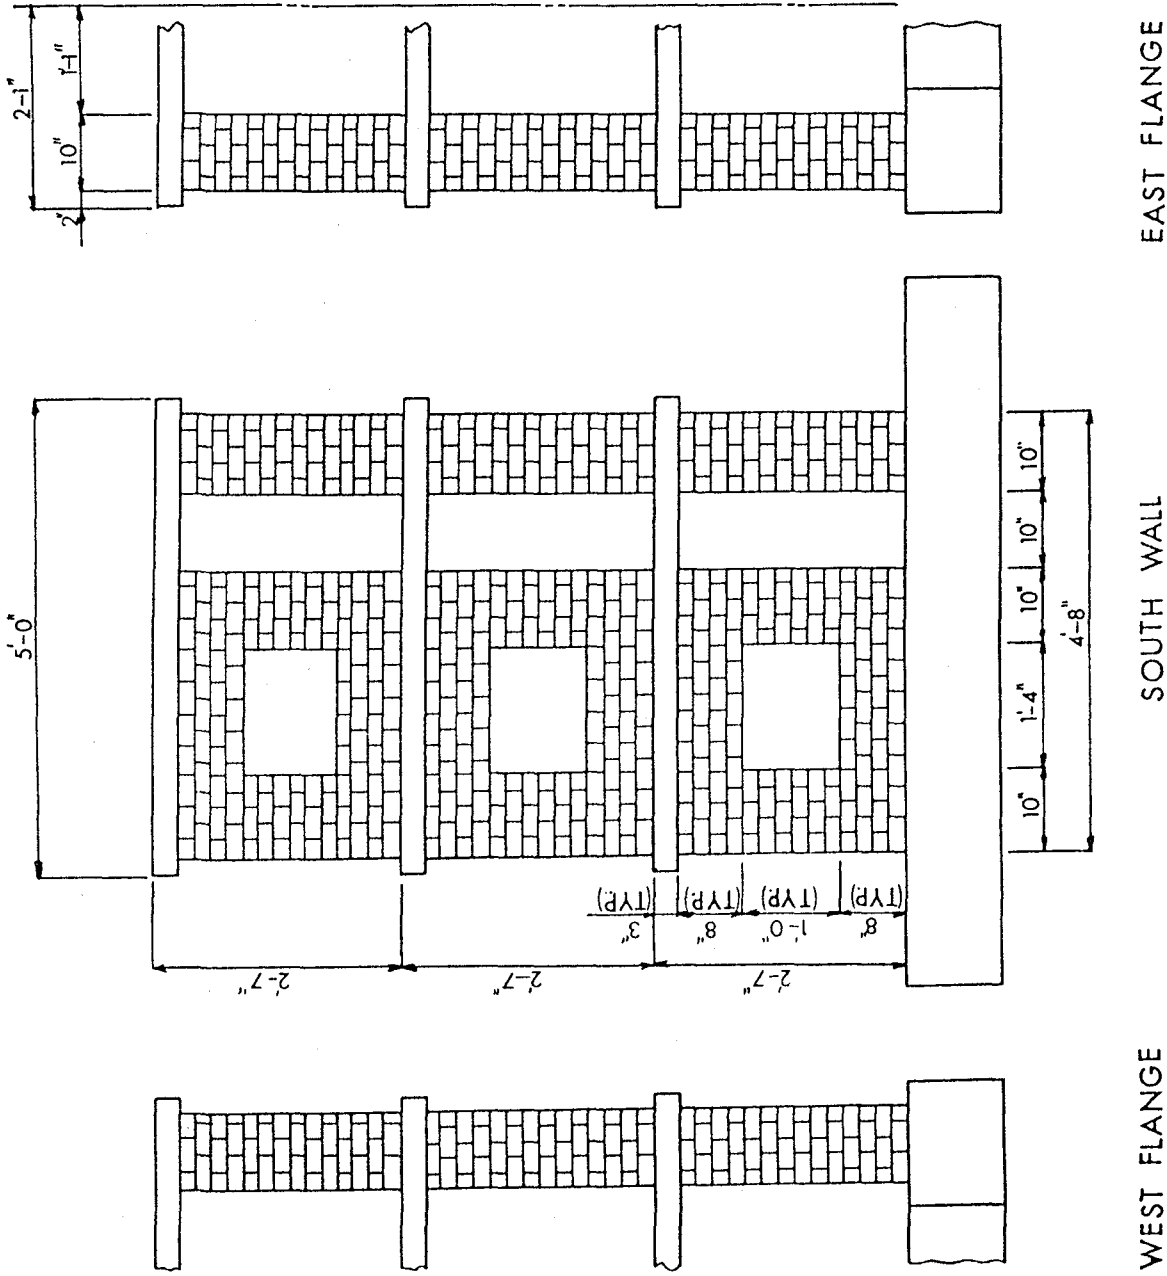 2'-1"
1'-1"
10"
2"
5'-0"
3"
(TYP.)
8"
(TYP.)
1'-0"
(TYP.)
8"
(TYP.)
2'-7"
2'-7"
2'-7"
10"
1'-4"
10"
10"
10"
4'-8"
WEST FLANGE
SOUTH WALL
EAST FLANGE